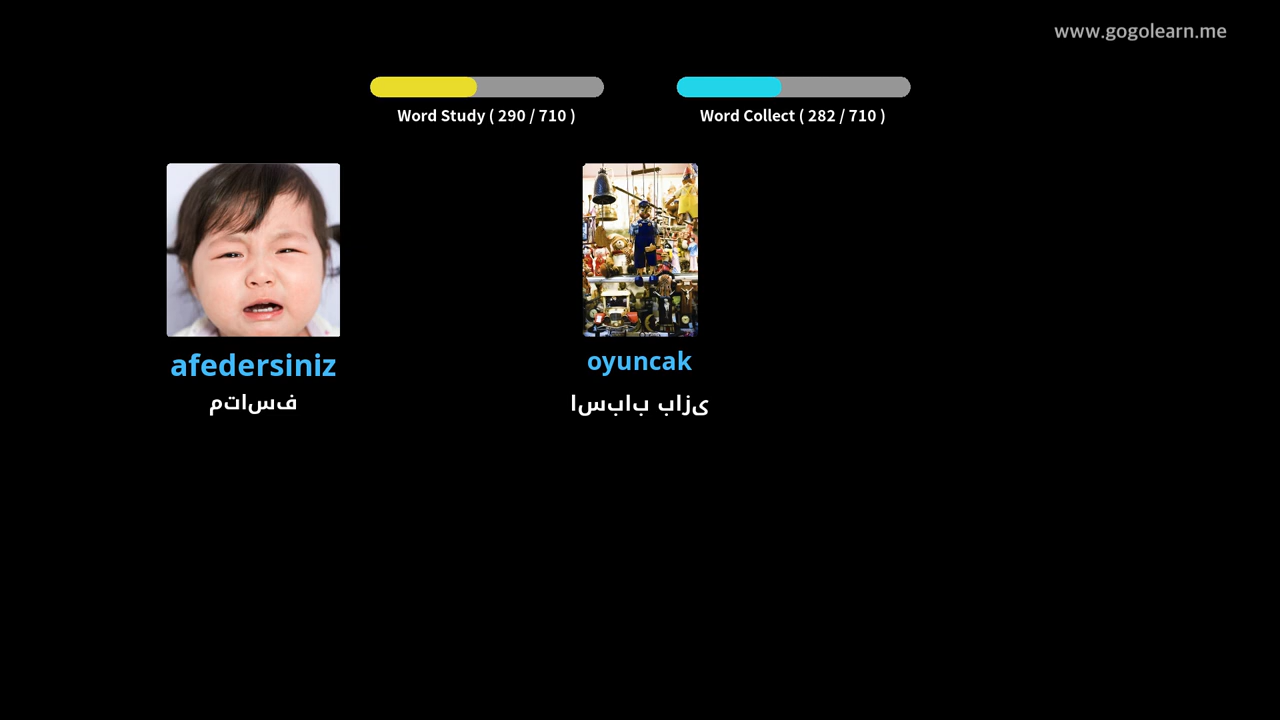 www.gogolearn.me
Word Study ( 290 / 710 )
Word Collect ( 282 / 710 )
afedersiniz
متاسف
oyuncak
اسباب بازی